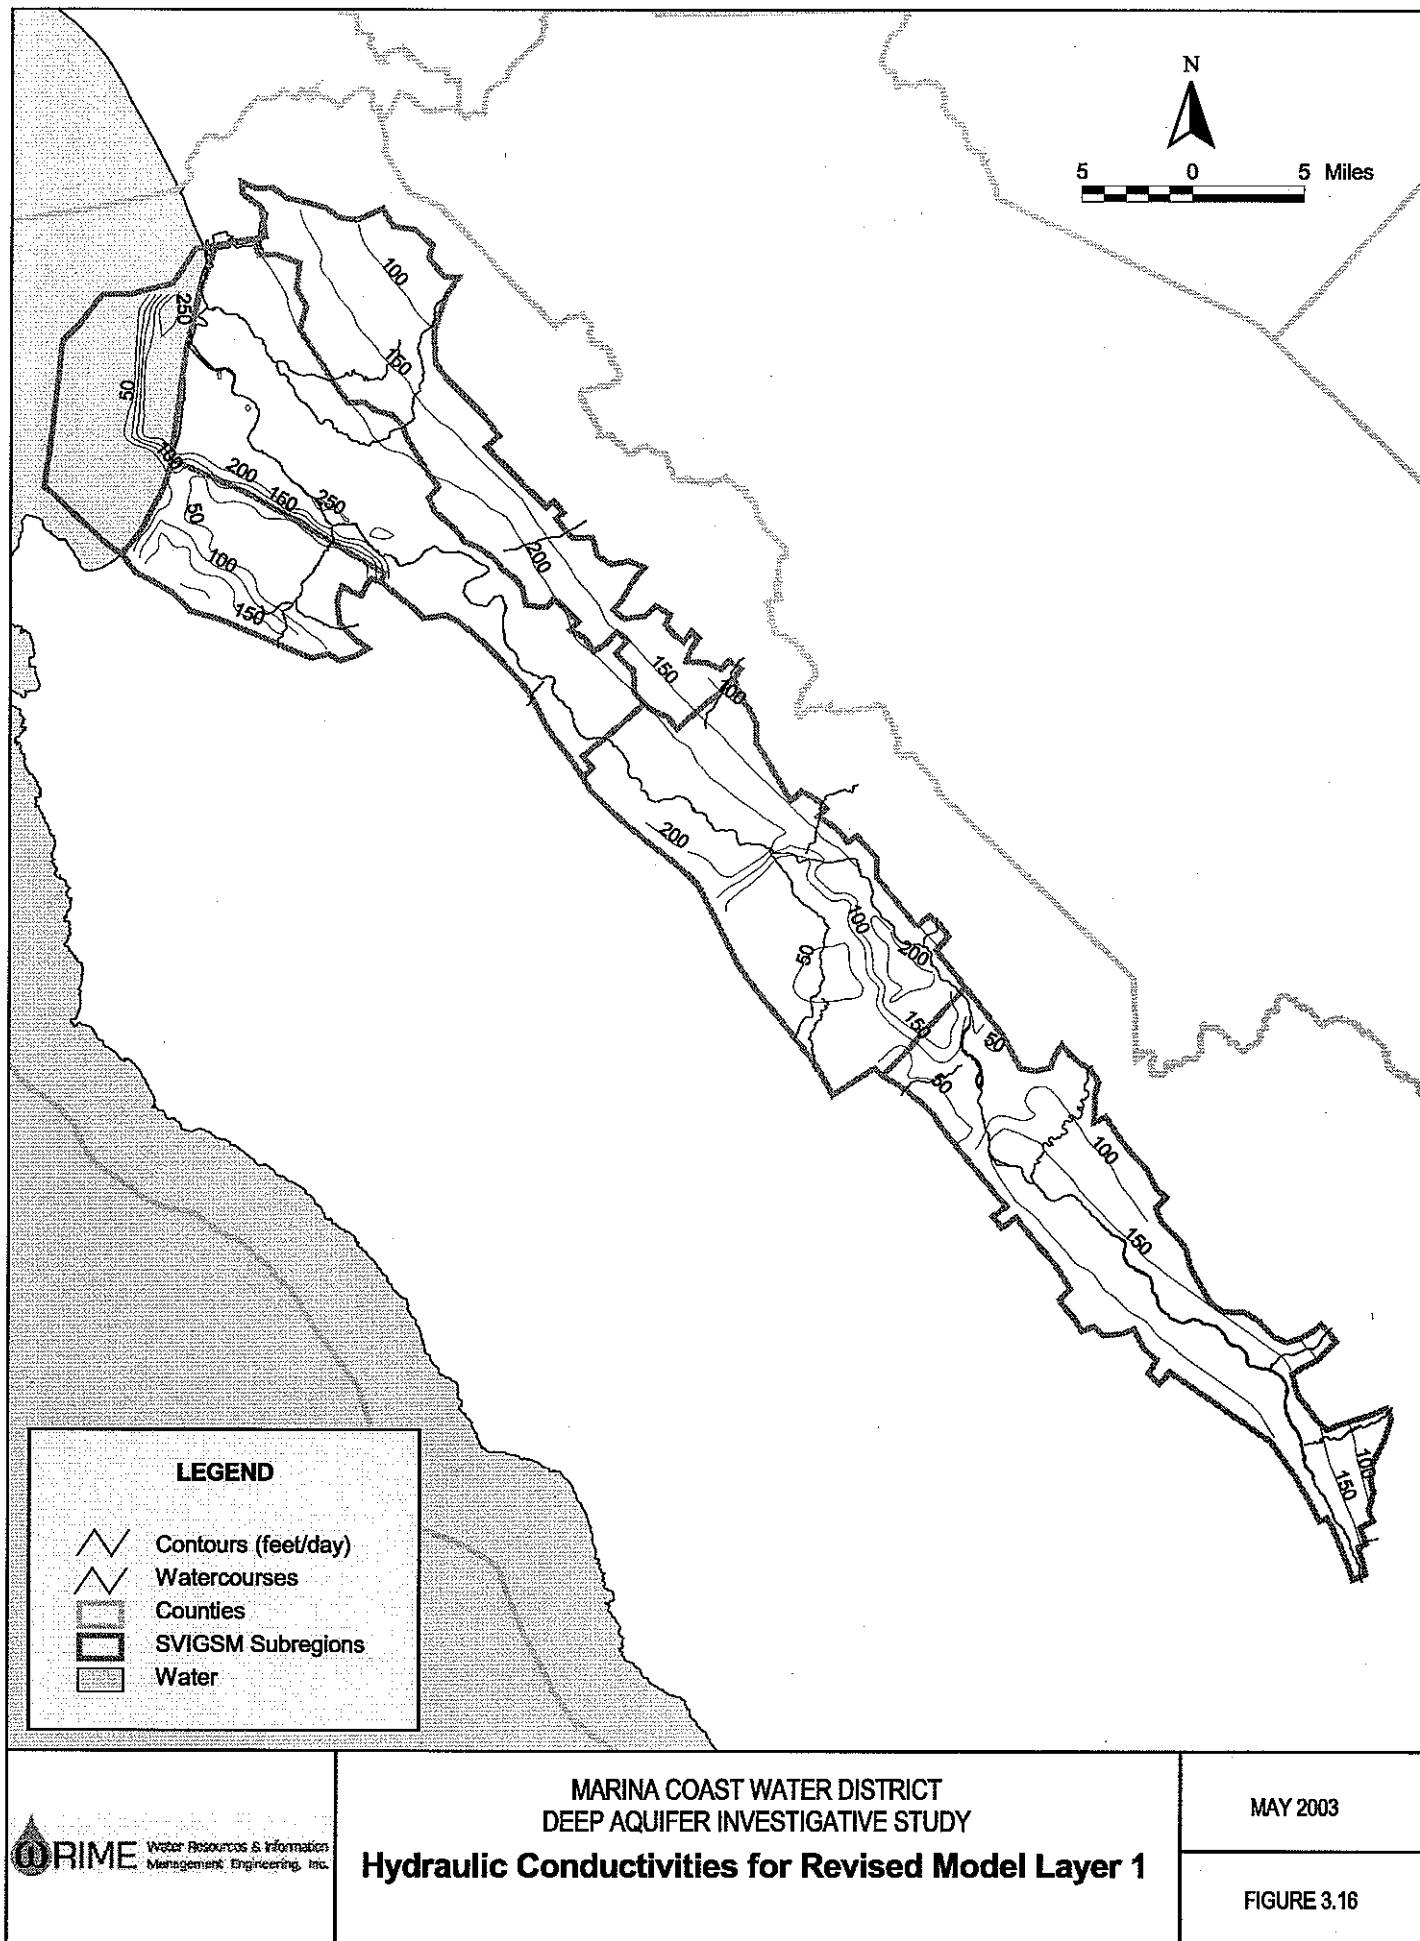 N
5 0 5 Miles
100
250
150
50
100
200
150
250
50
100
150
200
150
100
200
100
50
200
150
50
50
100
150
100
150
LEGEND
Contours (feet/day)
Watercourses
Counties
SVIGSM Subregions
Water
RIME Water Resources & Information
Management Engineering, Inc.
MARINA COAST WATER DISTRICT
DEEP AQUIFER INVESTIGATIVE STUDY
Hydraulic Conductivities for Revised Model Layer 1
MAY 2003
FIGURE 3.16